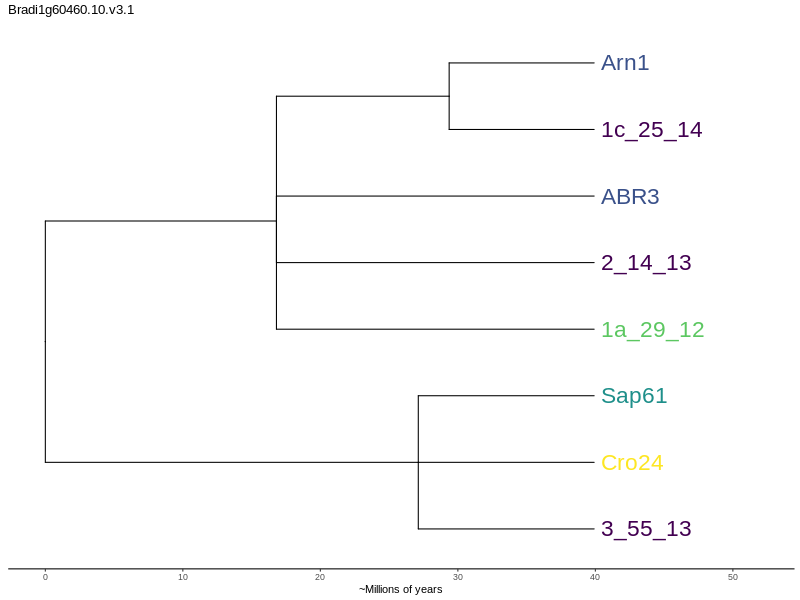 Bradi1g60460.10.v3.1
Arn1
1c_25_14
ABR3
2_14_13
1a_29_12
Sap61
Cro24
3_55_13
0 10 20 30 40 50
~Millions of years